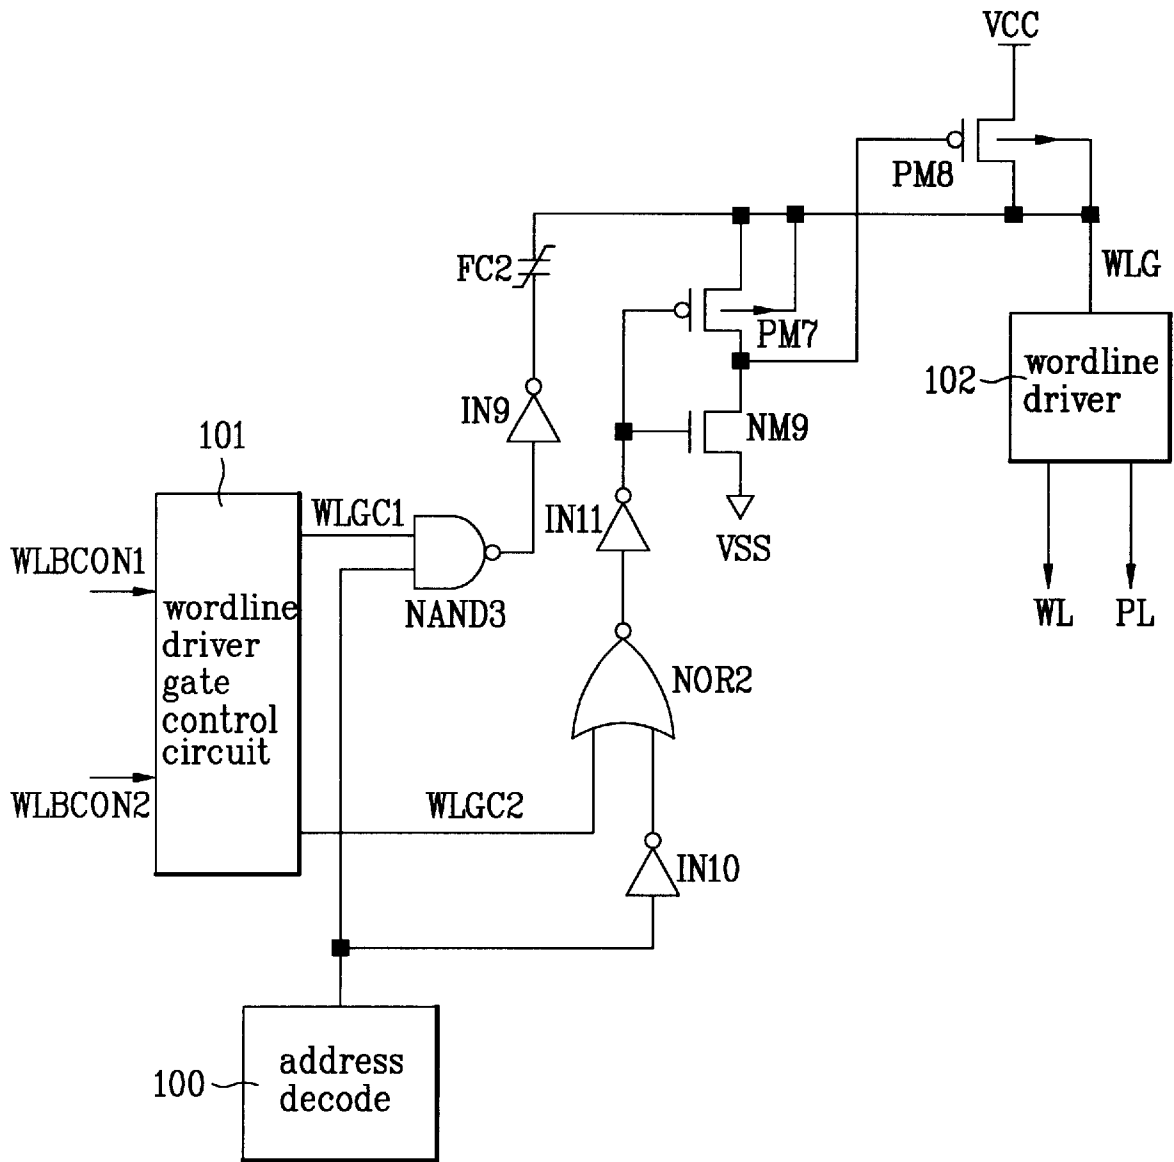 VCC
PM8
FC2
WLG
PM7
102
wordline
driver
IN9
NM9
101
WLGC1
IN11
VSS
WLBCON1
NAND3
WL
PL
wordline
driver
gate
control
circuit
NOR2
WLBCON2
WLGC2
IN10
100
address
decode